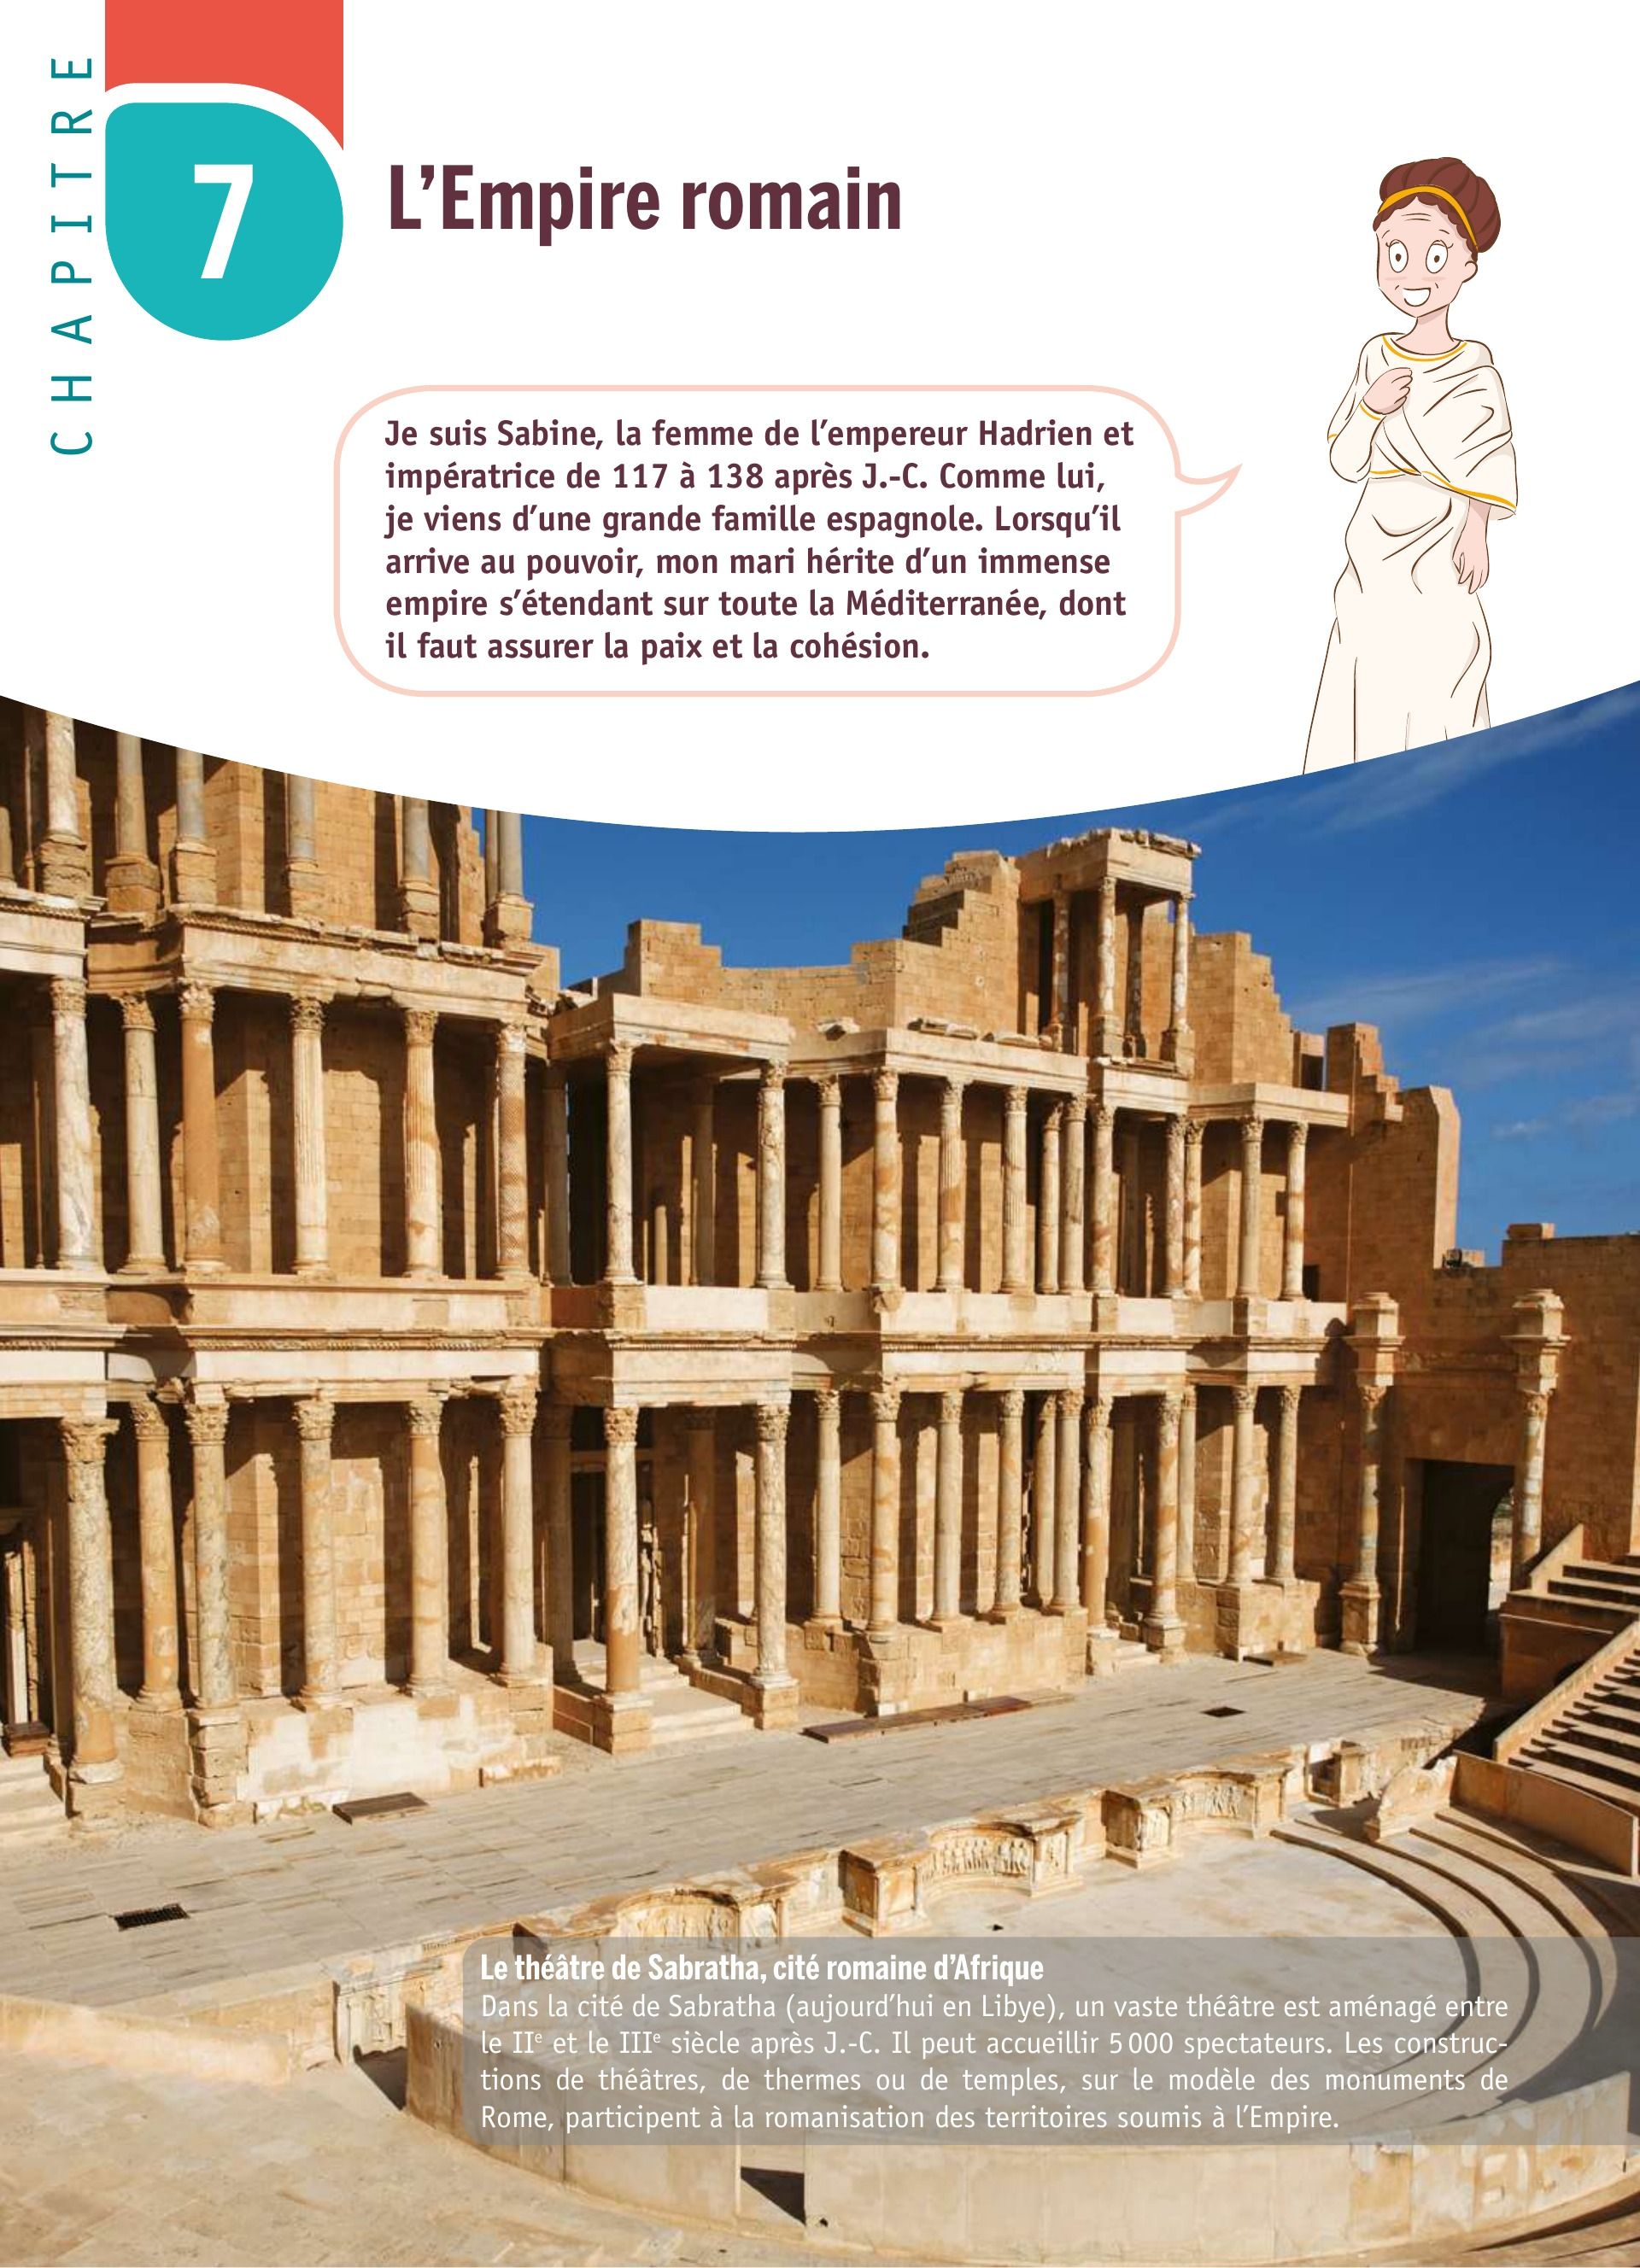 CHAPITRE
7
L’Empire romain
Je suis Sabine, la femme de l’empereur Hadrien et
impératrice de 117 à 138 après J.-C. Comme lui,
je viens d’une grande famille espagnole. Lorsqu’il
arrive au pouvoir, mon mari hérite d’un immense
empire s’étendant sur toute la Méditerranée, dont
il faut assurer la paix et la cohésion.
Le théâtre de Sabratha, cité romaine d’Afrique
Dans la cité de Sabratha (aujourd’hui en Libye), un vaste théâtre est aménagé entre
le IIe et le IIIe siècle après J.-C. Il peut accueillir 5 000 spectateurs. Les construc-
tions de théâtres, de thermes ou de temples, sur le modèle des monuments de
Rome, participent à la romanisation des territoires soumis à l’Empire.